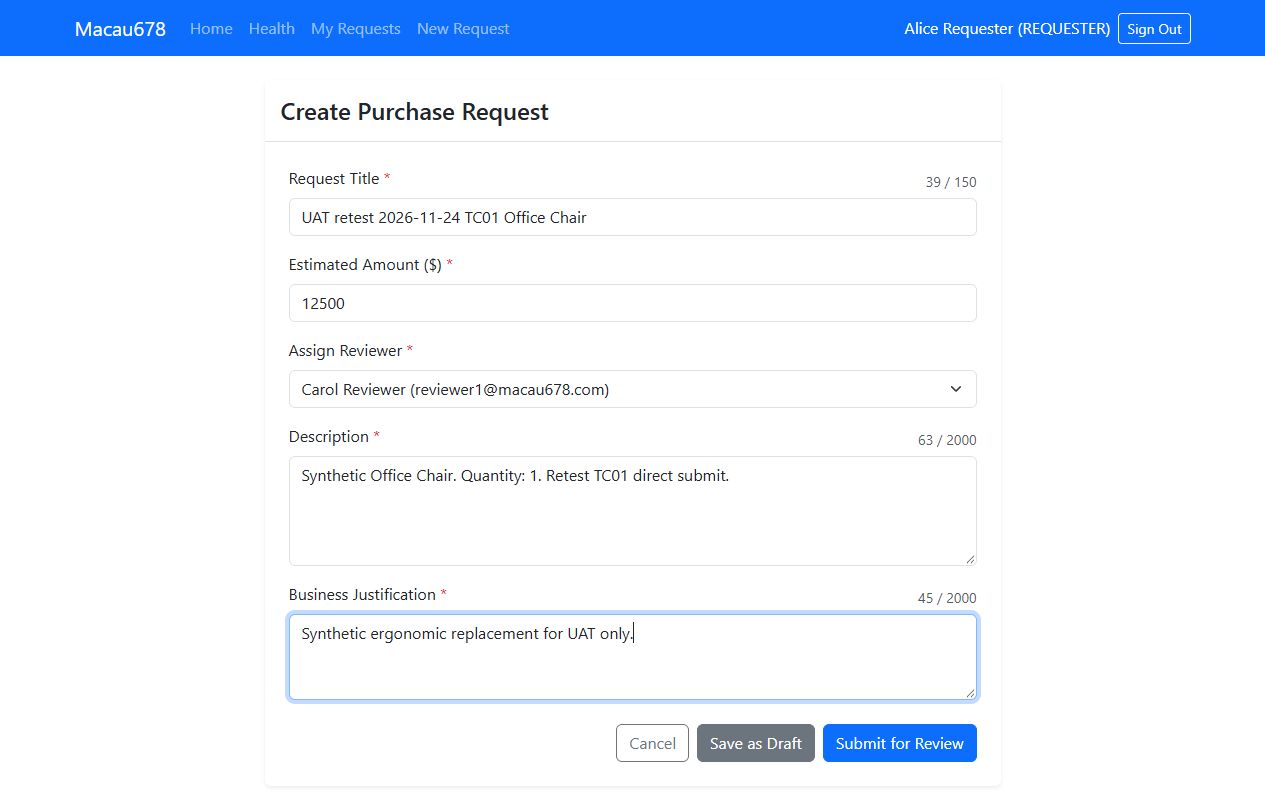 Macau678 Home Health My Requests New Request Alice Requester (REQUESTER) Sign Out
Create Purchase Request
Request Title *
39 / 150
UAT retest 2026-11-24 TC01 Office Chair
Estimated Amount ($) *
12500
Assign Reviewer *
Carol Reviewer (reviewer1@macau678.com)
Description *
63 / 2000
Synthetic Office Chair. Quantity: 1. Retest TC01 direct submit.
Business Justification *
45 / 2000
Synthetic ergonomic replacement for UAT only.
Cancel Save as Draft Submit for Review